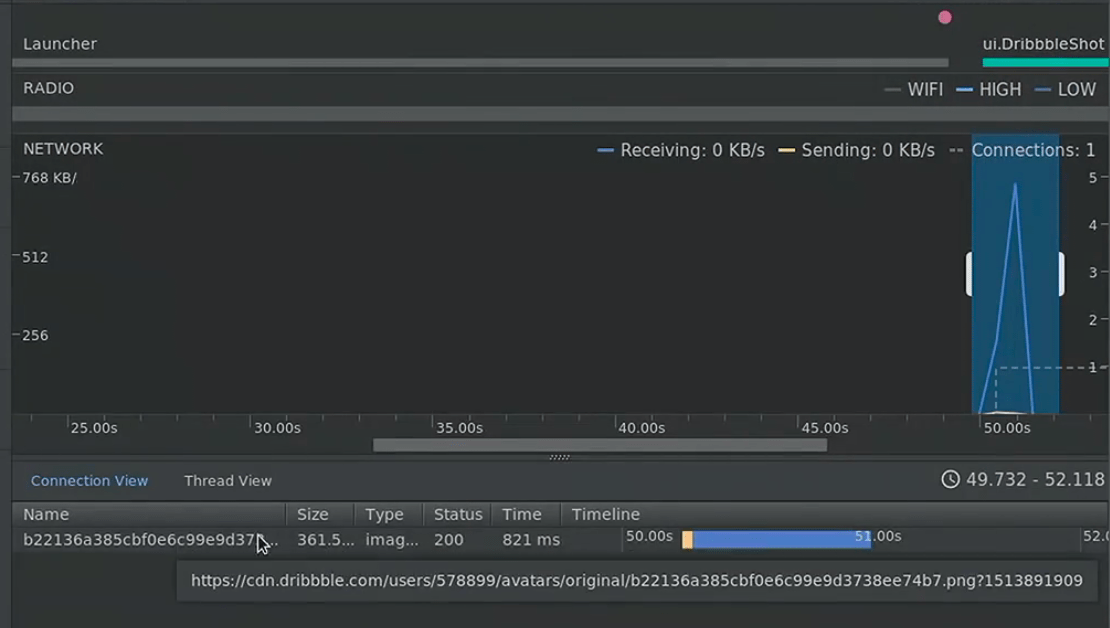 Launcher
ui.DribbbleShot
RADIO
WIFI HIGH LOW
NETWORK
Receiving: 0 KB/s Sending: 0 KB/s Connections: 1
768 KB/
512
256
5
4
3
2
1
25.00s 30.00s 35.00s 40.00s 45.00s 50.00s
Connection View Thread View 49.732 - 52.118
Name Size Type Status Time Timeline
b22136a385cbf0e6c99e9d37... 361.5... imag... 200 821 ms 50.00s 51.00s 52.0
https://cdn.dribbble.com/users/578899/avatars/original/b22136a385cbf0e6c99e9d3738ee74b7.png?1513891909